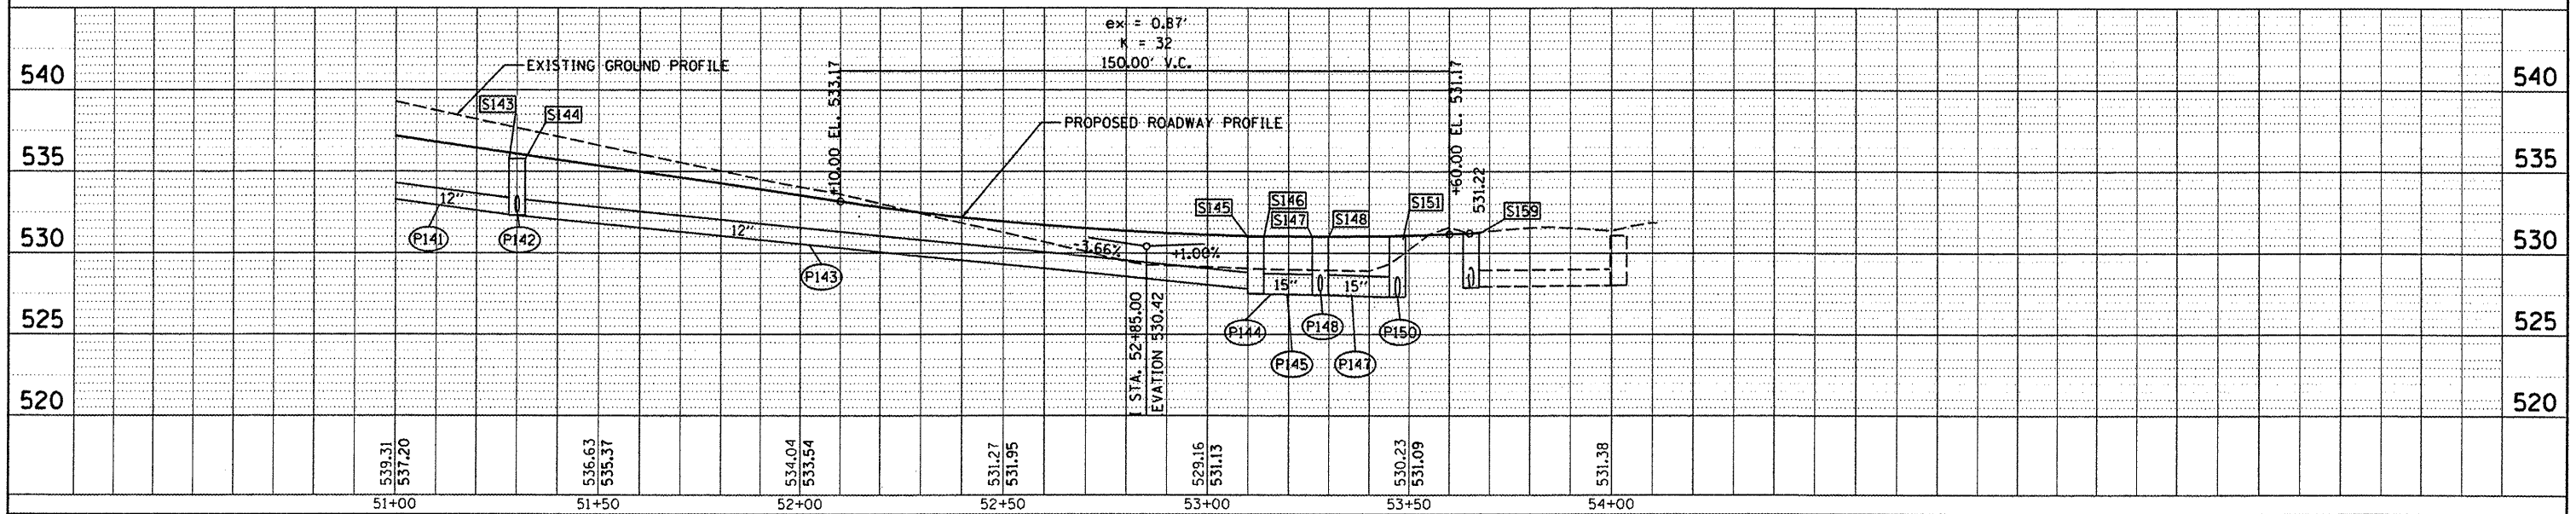 ex = 0.87'
K = 32
150.00' V.C.
540
EXISTING GROUND PROFILE
540
+10.00 EL. 533.17
+60.00 EL. 531.17
S143
S144
PROPOSED ROADWAY PROFILE
535
535
531.22
S145
S146
S147
S148
S151
S159
12"
12"
P141
P142
P143
530
-3.66%
+1.00%
530
15"
15"
P144
P148
P150
525
525
P145
P147
I STA. 52+85.00
EVATION 530.42
520
520
539.31
537.20
536.63
535.37
534.04
533.54
531.27
531.95
529.16
531.13
530.23
531.09
531.38
51+00
51+50
52+00
52+50
53+00
53+50
54+00